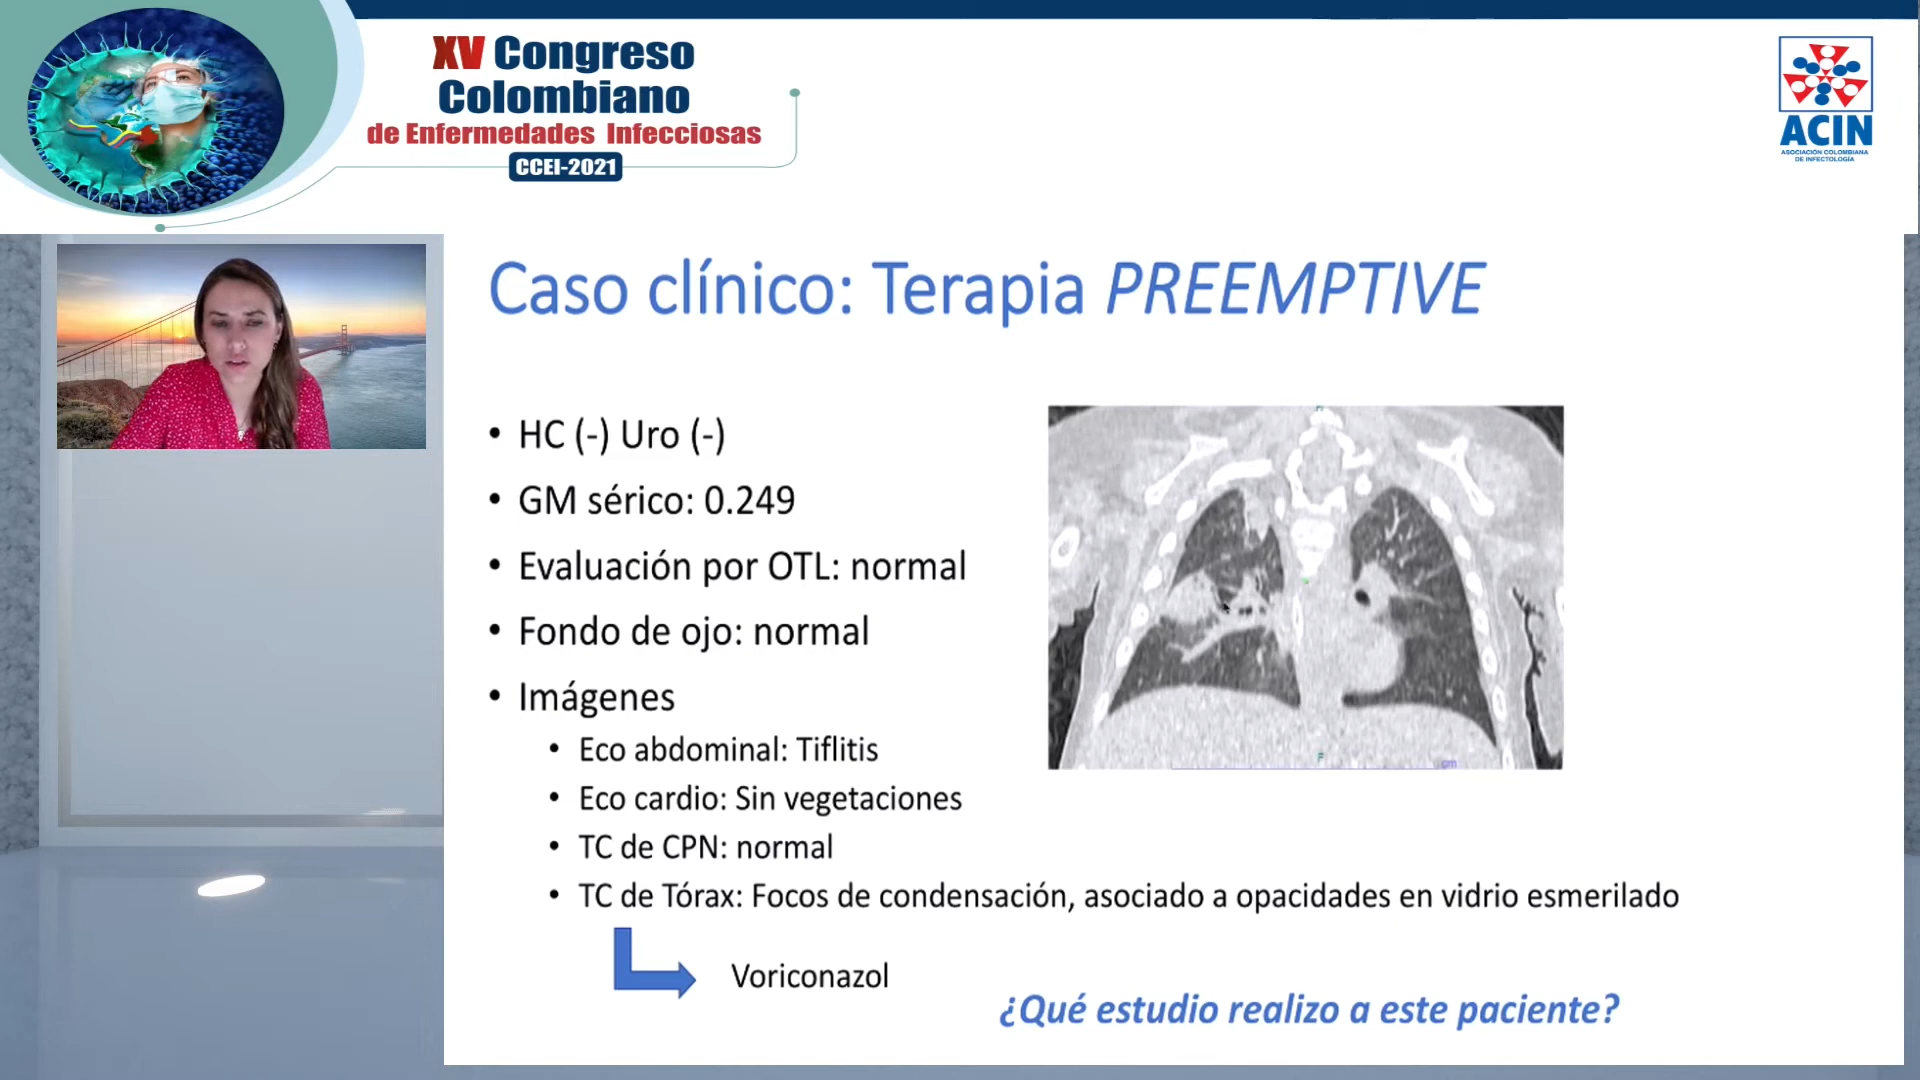 XV Congreso
Colombiano
de Enfermedades Infecciosas
CCEI-2021
ACIN
ASOCIACIÓN COLOMBIANA
DE INFECTOLOGÍA
Caso clínico: Terapia PREEMPTIVE
• HC (-) Uro (-)
• GM sérico: 0.249
• Evaluación por OTL: normal
• Fondo de ojo: normal
• Imágenes
• Eco abdominal: Tiflitis
• Eco cardio: Sin vegetaciones
• TC de CPN: normal
• TC de Tórax: Focos de condensación, asociado a opacidades en vidrio esmerilado
Voriconazol
¿Qué estudio realizo a este paciente?
F
cm